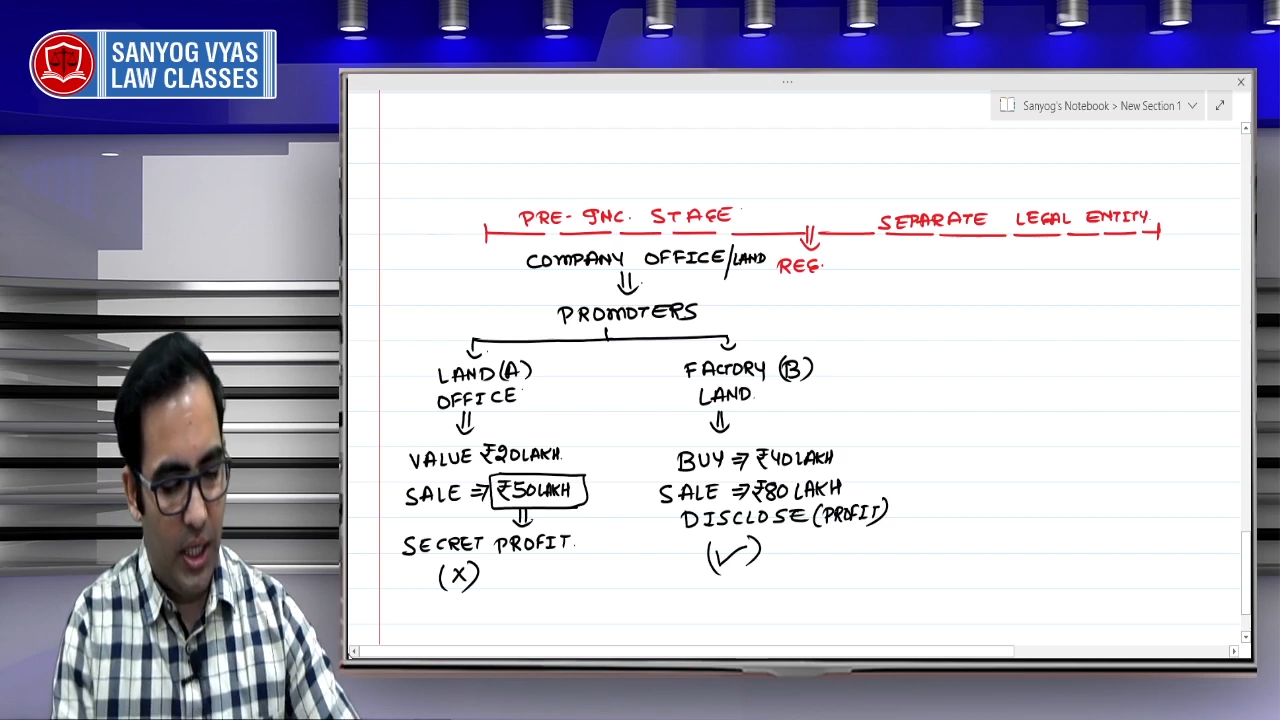 SANYOG VYAS
LAW CLASSES
Sanyog's Notebook > New Section 1
PRE-INC. STAGE
SEPARATE LEGAL ENTITY.
COMPANY OFFICE/LAND
REG.
PROMOTERS
LAND (A)
OFFICE
FACTORY (B)
LAND.
VALUE ₹20LAKH.
SALE ⇒ ₹50LAKH
SECRET PROFIT.
(X)
BUY ⇒ ₹40LAKH
SALE ⇒ ₹80 LAKH
DISCLOSE (PROFIT)
(✓)